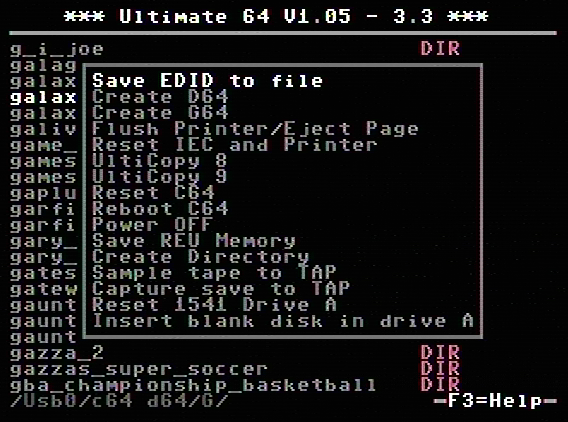 *** Ultimate 64 V1.05 - 3.3 ***
g_i_joe DIR
galag
galax Save EDID to file
galax Create D64
galax Create G64
galiv Flush Printer/Eject Page
game_ Reset IEC and Printer
games UltiCopy 8
games UltiCopy 9
gaplu Reset C64
garfi Reboot C64
garfi Power OFF
gary_ Save REU Memory
gary_ Create Directory
gates Sample tape to TAP
gatew Capture save to TAP
gaunt Reset 1541 Drive A
gaunt Insert blank disk in drive A
gaunt
gazza_2 DIR
gazzas_super_soccer DIR
gba_championship_basketball DIR
/Usb0/c64 d64/G/ F3=Help